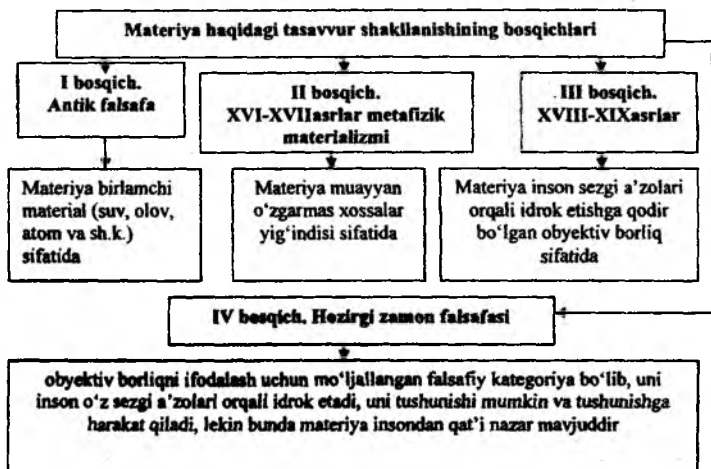 Materiya haqidagi tasavvur shakllanishining bosqichlari
I bosqich.
Antik falsafa
II bosqich.
XVI-XVIIasrlar metafizik
materializmi
III bosqich.
XVIII-XIXasrlar
Materiya birlamchi
material (suv, olov,
atom va sh.k.)
sifatida
Materiya muayyan
o‘zgarmas xossalar
yig‘indisi sifatida
Materiya inson sezgi a’zolari
orqali idrok etishga qodir
bo‘lgan obyektiv borliq
sifatida
IV bosqich. Hozirgi zamon falsafasi
obyektiv borliqni ifodalash uchun mo‘ljallangan falsafiy kategoriya bo‘lib, uni
inson o‘z sezgi a’zolari orqali idrok etadi, uni tushunishi mumkin va tushunishga
harakat qiladi, lekin bunda materiya insondan qat’i nazar mavjuddir